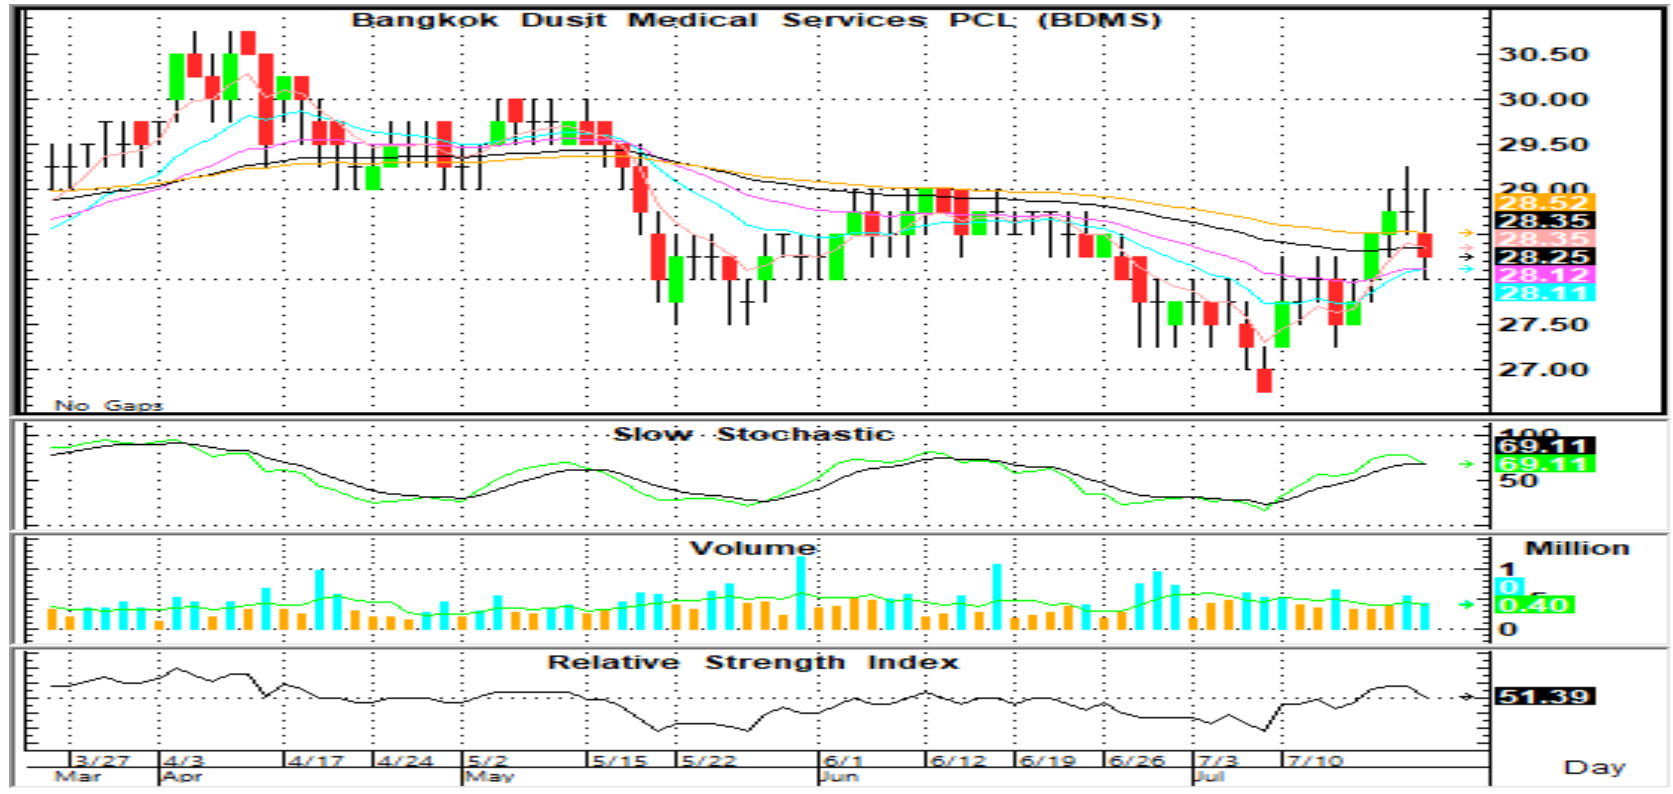 Bangkok Dusit Medical Services PCL (BDMS)
30.50
30.00
29.50
29.00
28.52
28.35
28.35
28.25
28.12
28.11
27.50
27.00
No Gaps
Slow Stochastic
100
69.11
69.11
50
Volume
Million
1
0
0.40
0
Relative Strength Index
51.39
3/27 4/3 4/17 4/24 5/2 5/15 5/22 6/1 6/12 6/19 6/26 7/3 7/10
Mar Apr May Jun Jul
Day